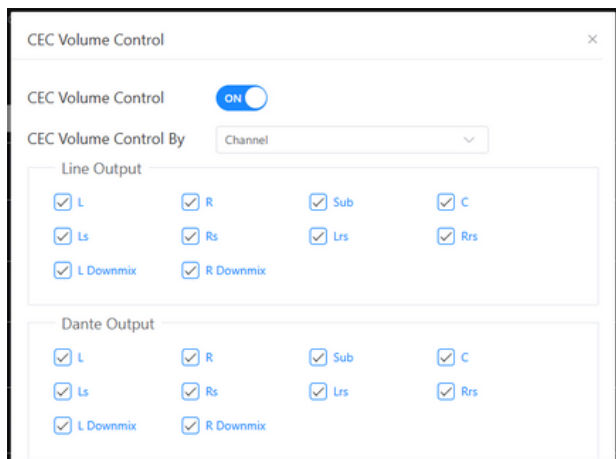 CEC Volume Control
CEC Volume Control ON
CEC Volume Control By Channel
Line Output
L R Sub C
Ls Rs Lrs Rrs
L Downmix R Downmix
Dante Output
L R Sub C
Ls Rs Lrs Rrs
L Downmix R Downmix